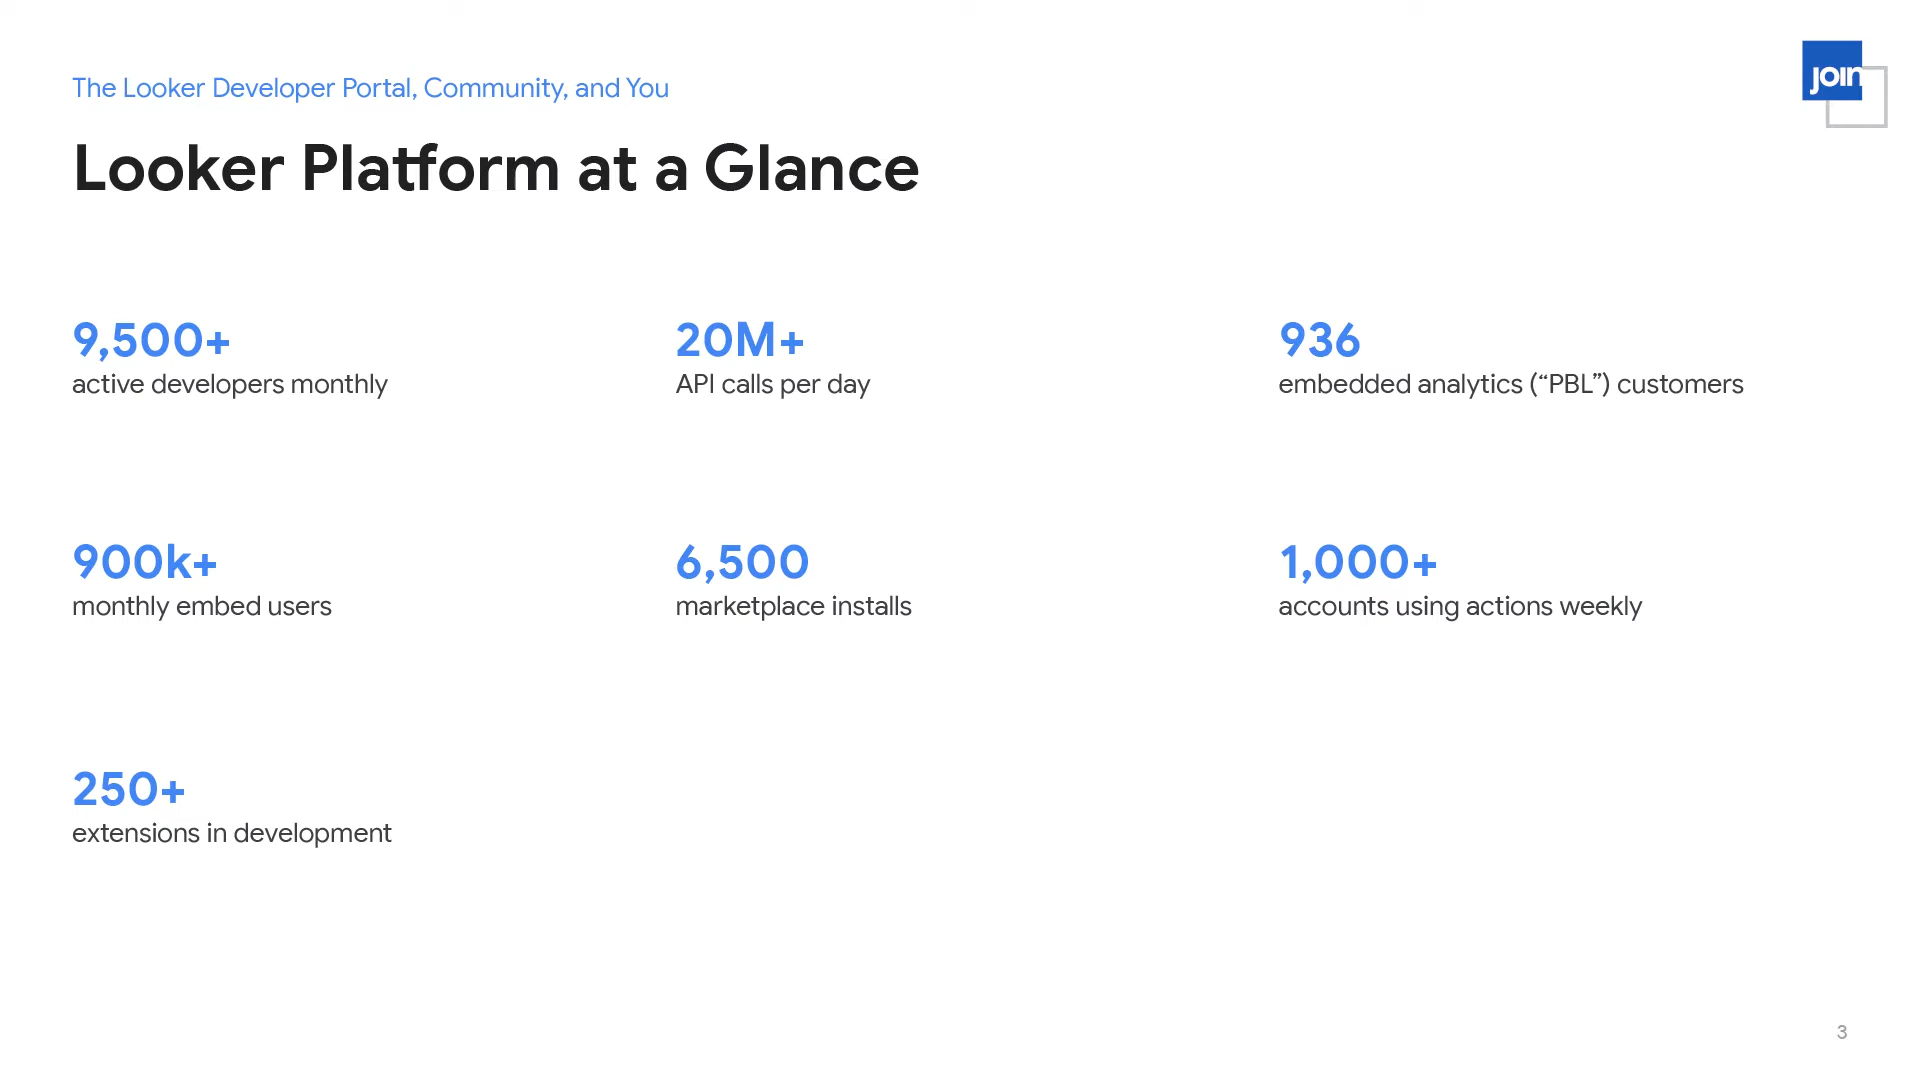 The Looker Developer Portal, Community, and You
join
Looker Platform at a Glance
9,500+
active developers monthly
20M+
API calls per day
936
embedded analytics (“PBL”) customers
900k+
monthly embed users
6,500
marketplace installs
1,000+
accounts using actions weekly
250+
extensions in development
3